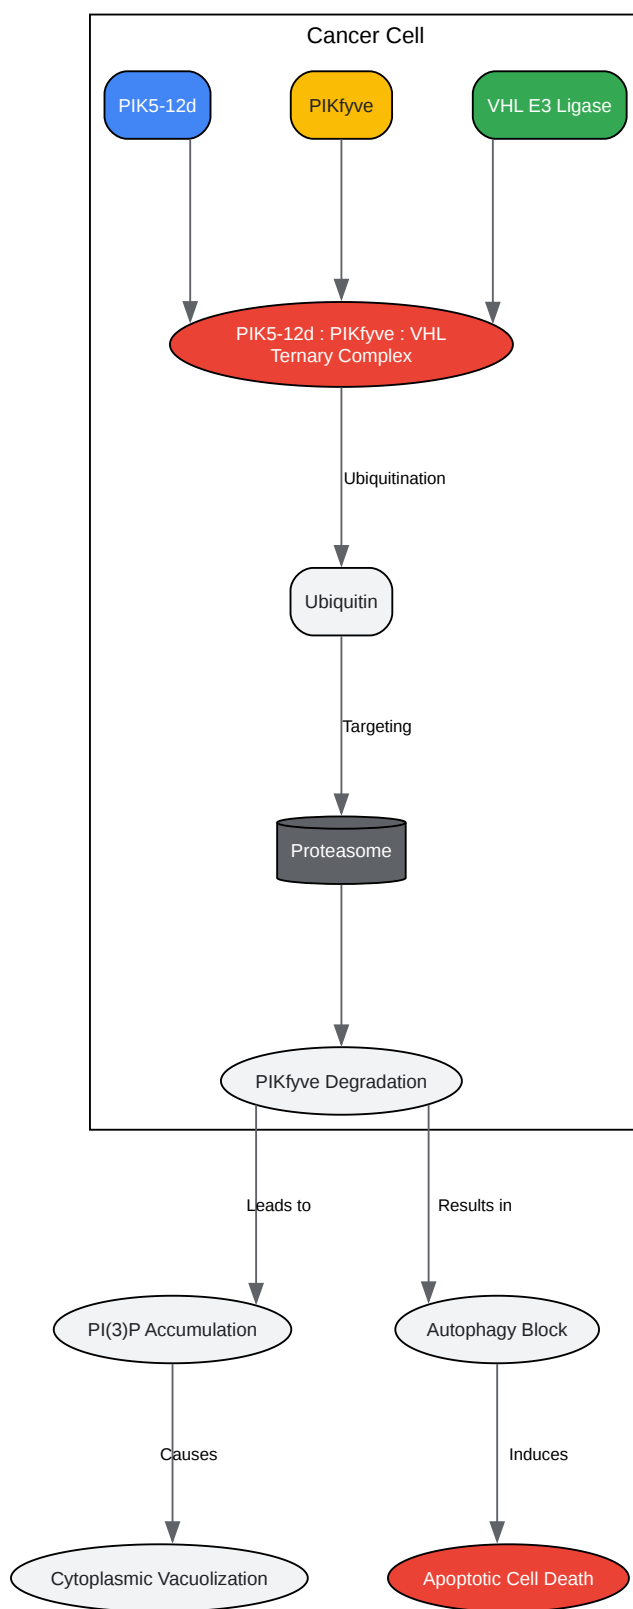 Cancer Cell
PIK5-12d
PIKfyve
VHL E3 Ligase
PIK5-12d : PIKfyve : VHL
Ternary Complex
Ubiquitination
Ubiquitin
Targeting
Proteasome
PIKfyve Degradation
Leads to
Results in
PI(3)P Accumulation
Autophagy Block
Causes
Induces
Cytoplasmic Vacuolization
Apoptotic Cell Death